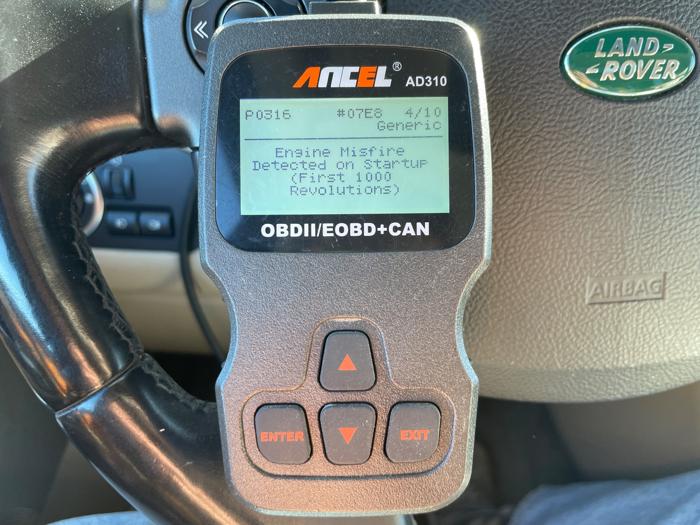 LAND-
-ROVER
ANCEL®
AD310
P0316 #07E8 4/10
Generic
Engine Misfire
Detected on Startup
(First 1000
Revolutions)
OBDII/EOBD+CAN
AIRBAG
ENTER
EXIT